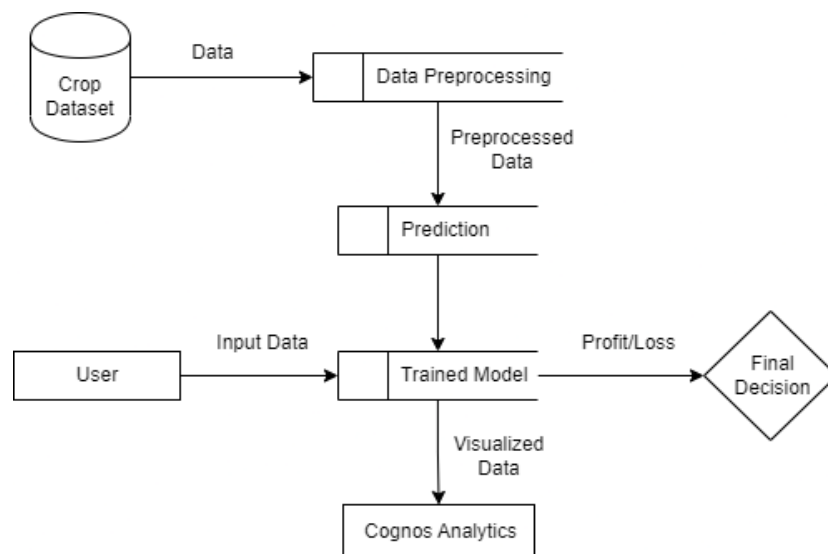 Data
Crop
Dataset
Data Preprocessing
Preprocessed
Data
Prediction
Input Data
Profit/Loss
User
Trained Model
Final
Decision
Visualized
Data
Cognos Analytics